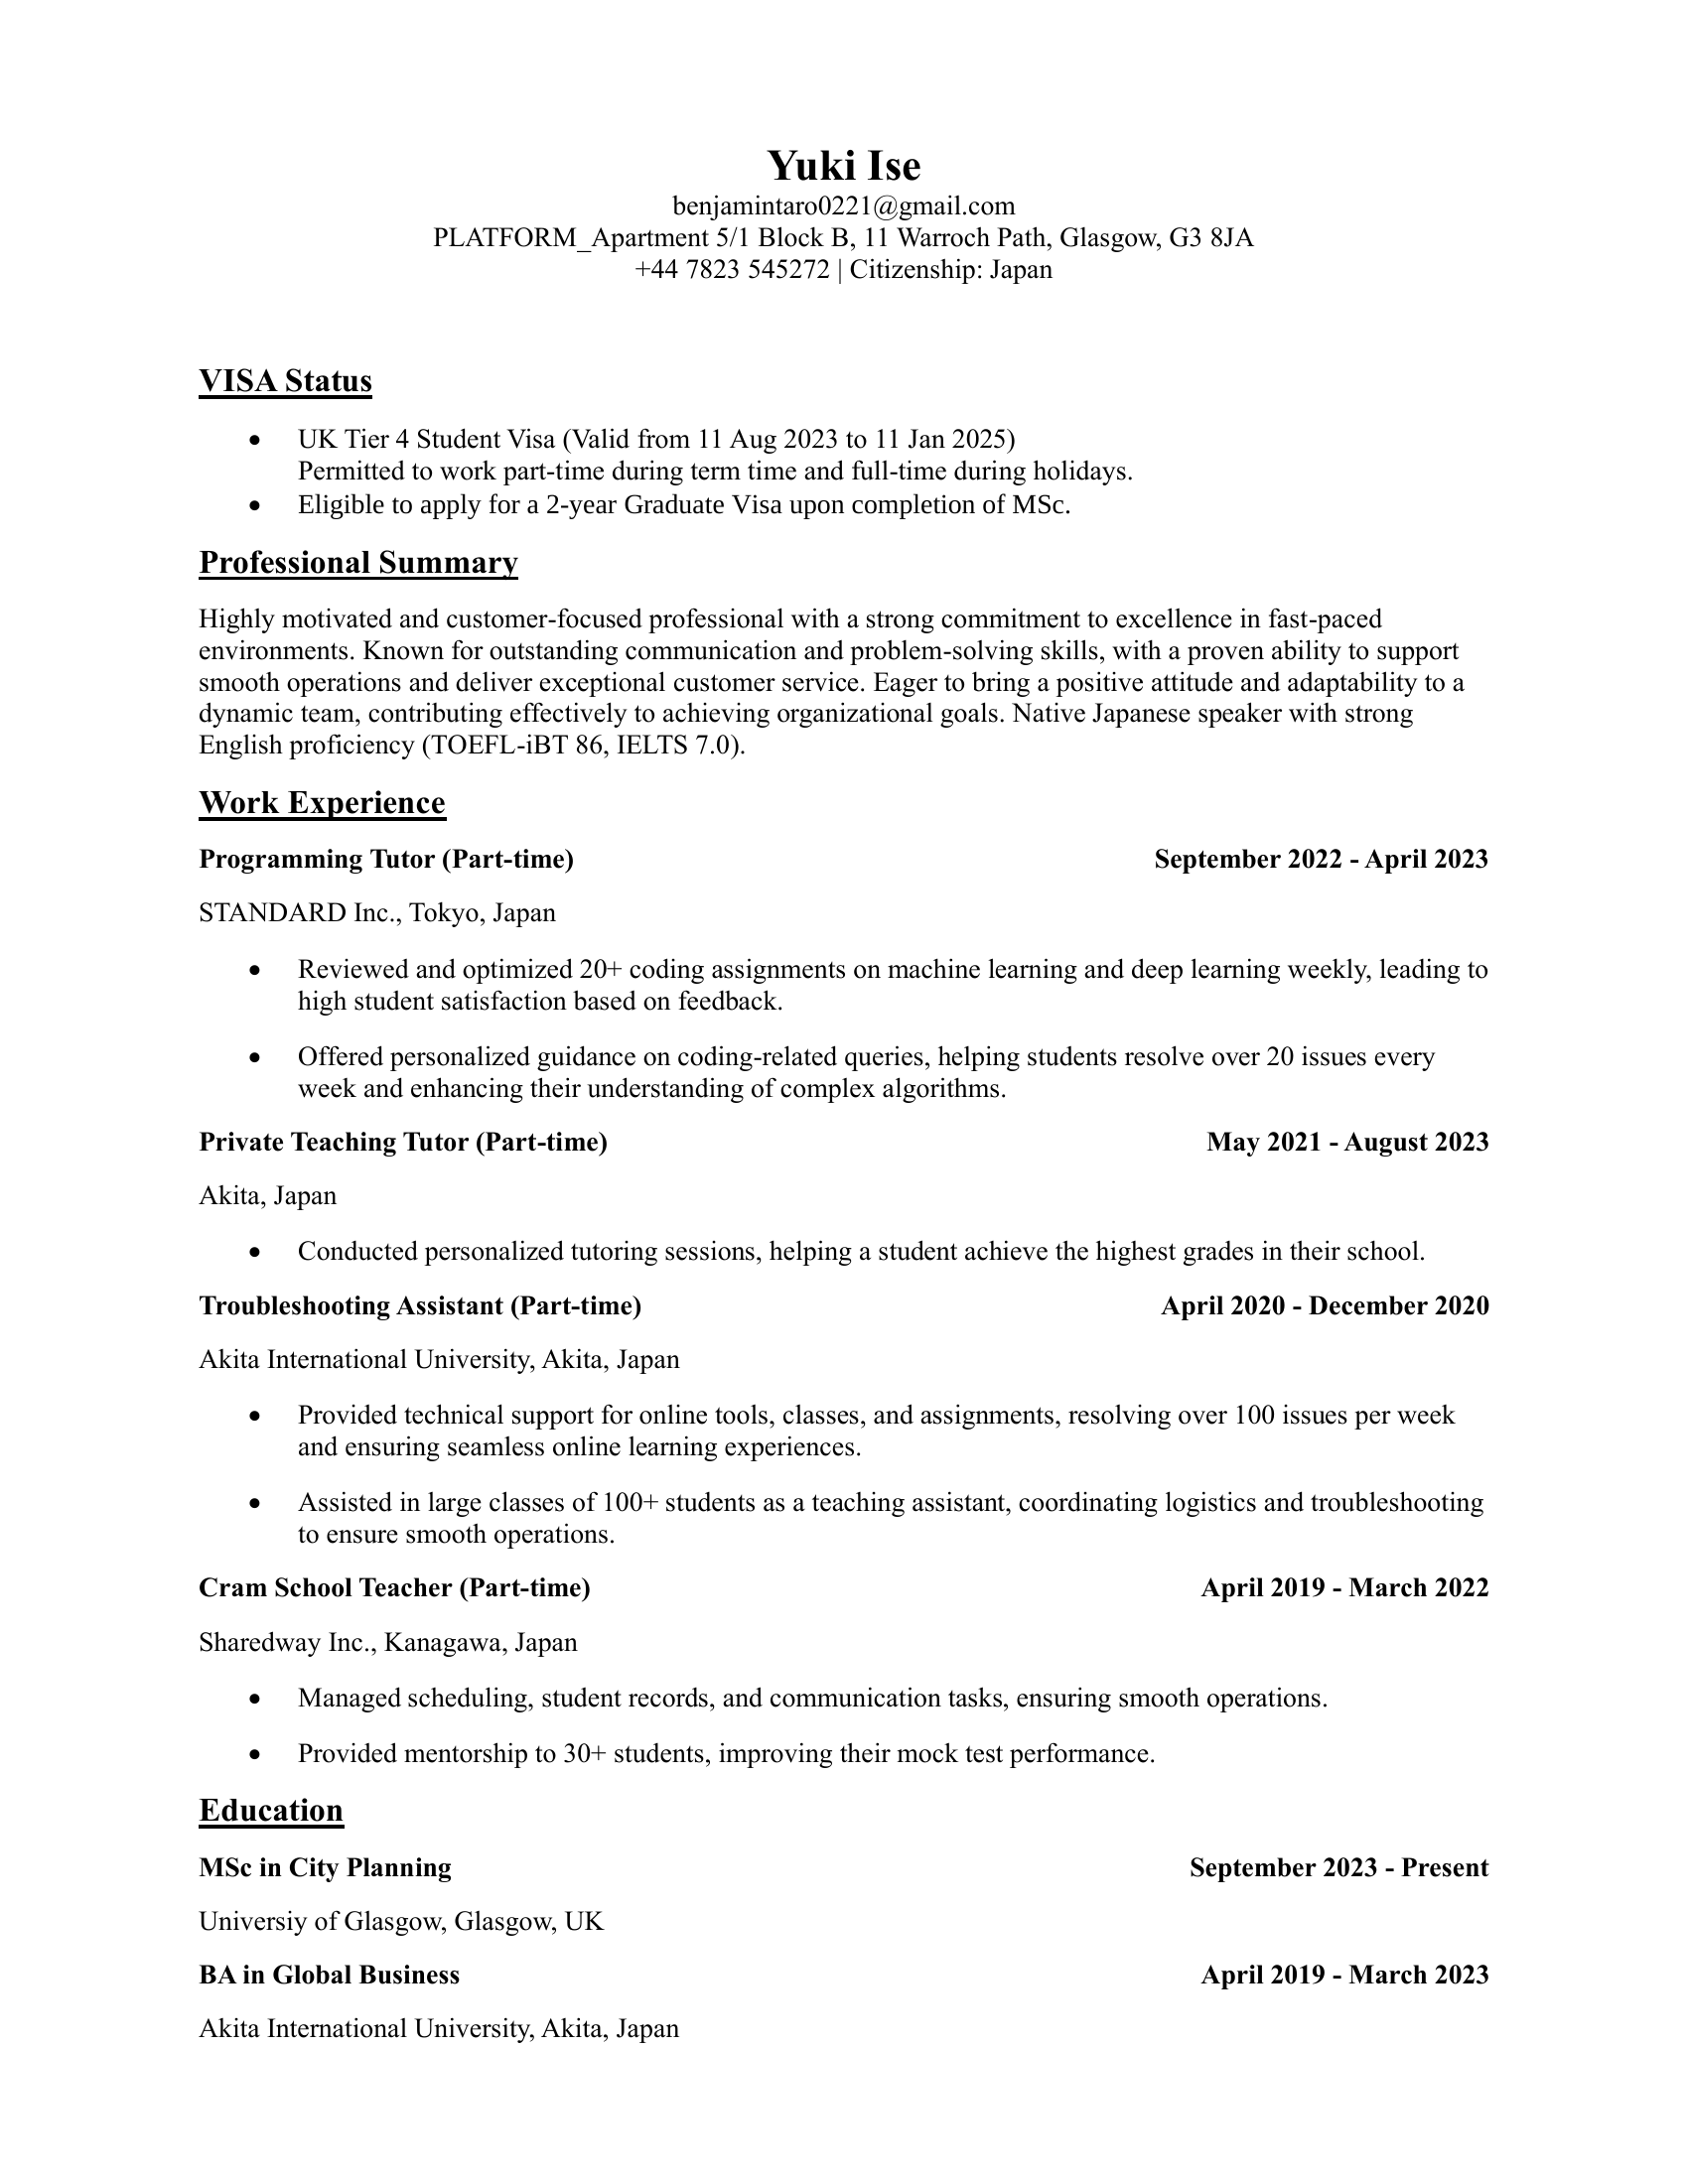 Yuki Ise
benjamintaro0221@gmail.com
PLATFORM_Apartment 5/1 Block B, 11 Warroch Path, Glasgow, G3 8JA
+44 7823 545272 | Citizenship: Japan
VISA Status
• UK Tier 4 Student Visa (Valid from 11 Aug 2023 to 11 Jan 2025)
Permitted to work part-time during term time and full-time during holidays.
• Eligible to apply for a 2-year Graduate Visa upon completion of MSc.
Professional Summary
Highly motivated and customer-focused professional with a strong commitment to excellence in fast-paced
environments. Known for outstanding communication and problem-solving skills, with a proven ability to support
smooth operations and deliver exceptional customer service. Eager to bring a positive attitude and adaptability to a
dynamic team, contributing effectively to achieving organizational goals. Native Japanese speaker with strong
English proficiency (TOEFL-iBT 86, IELTS 7.0).
Work Experience
Programming Tutor (Part-time) September 2022 - April 2023
STANDARD Inc., Tokyo, Japan
• Reviewed and optimized 20+ coding assignments on machine learning and deep learning weekly, leading to
high student satisfaction based on feedback.
• Offered personalized guidance on coding-related queries, helping students resolve over 20 issues every
week and enhancing their understanding of complex algorithms.
Private Teaching Tutor (Part-time) May 2021 - August 2023
Akita, Japan
• Conducted personalized tutoring sessions, helping a student achieve the highest grades in their school.
Troubleshooting Assistant (Part-time) April 2020 - December 2020
Akita International University, Akita, Japan
• Provided technical support for online tools, classes, and assignments, resolving over 100 issues per week
and ensuring seamless online learning experiences.
• Assisted in large classes of 100+ students as a teaching assistant, coordinating logistics and troubleshooting
to ensure smooth operations.
Cram School Teacher (Part-time) April 2019 - March 2022
Sharedway Inc., Kanagawa, Japan
• Managed scheduling, student records, and communication tasks, ensuring smooth operations.
• Provided mentorship to 30+ students, improving their mock test performance.
Education
MSc in City Planning September 2023 - Present
Universiy of Glasgow, Glasgow, UK
BA in Global Business April 2019 - March 2023
Akita International University, Akita, Japan